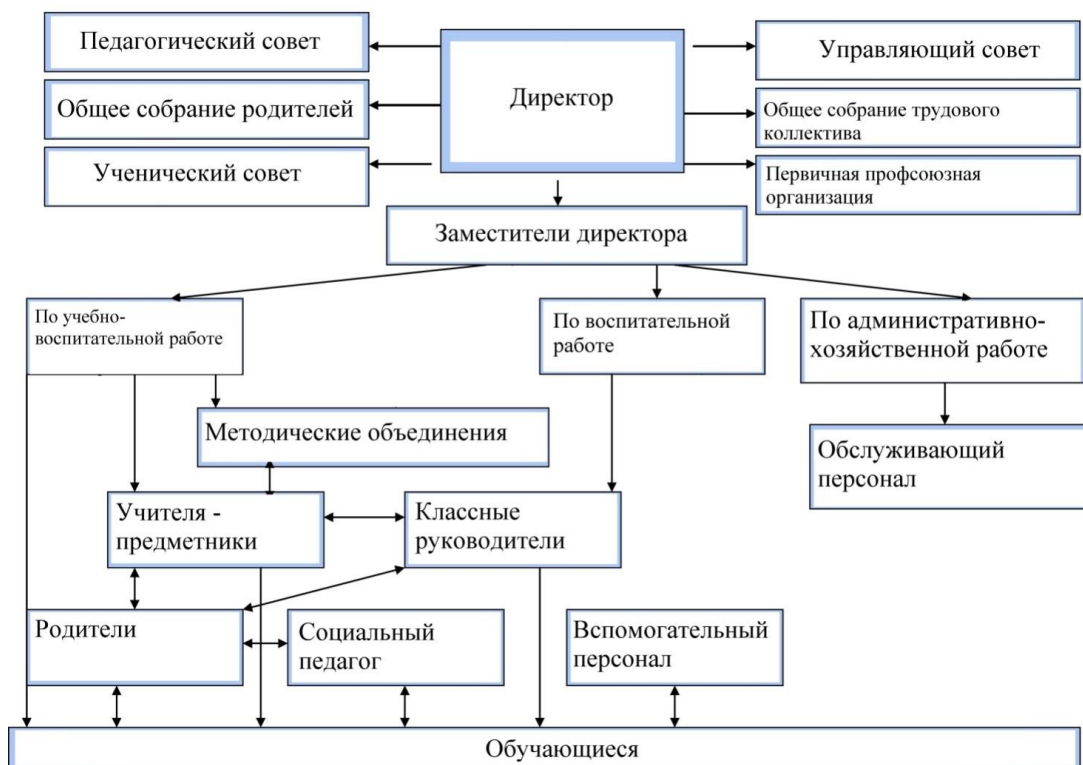 Педагогический совет
Директор
Управляющий совет
Общее собрание родителей
Общее собрание трудового
коллектива
Ученический совет
Первичная профсоюзная
организация
Заместители директора
По учебно-
воспитательной работе
По воспитательной
работе
По административно-
хозяйственной работе
Методические объединения
Обслуживающий
персонал
Учителя -
предметники
Классные
руководители
Родители
Социальный
педагог
Вспомогательный
персонал
Обучающиеся